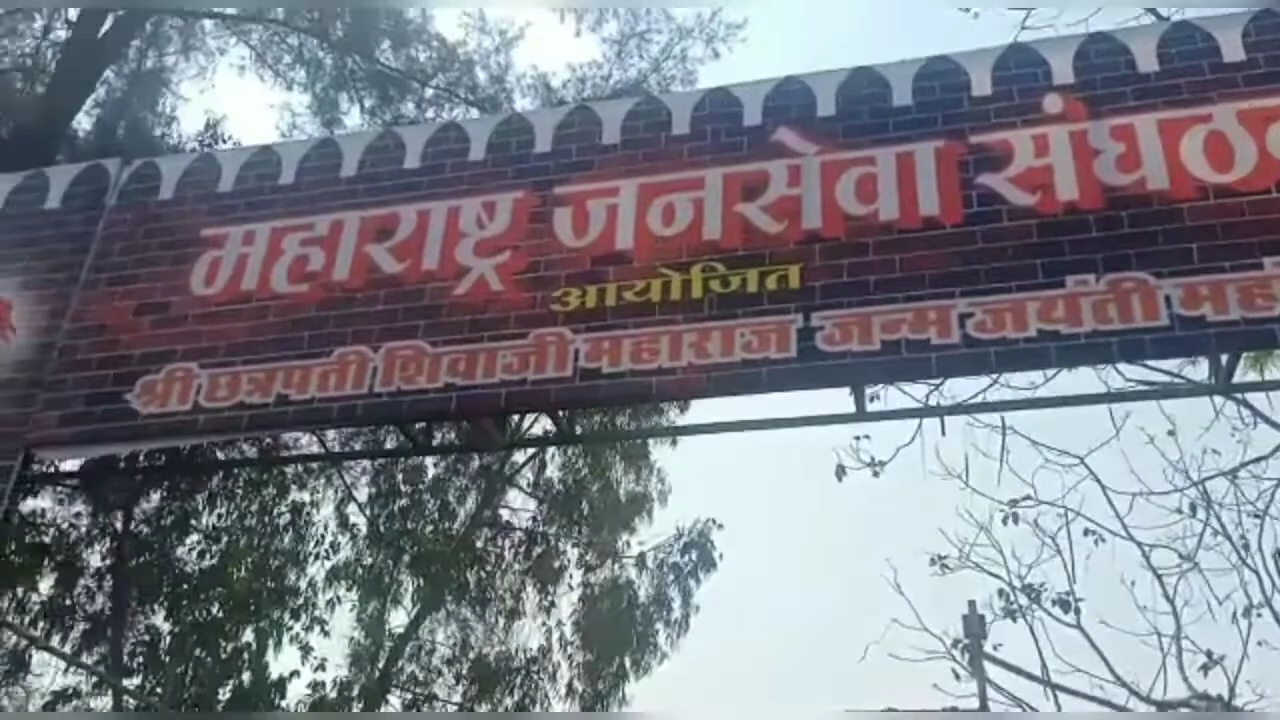 महाराष्ट्र जनसेवा
आयोजित
श्री छत्रपती शिवाजी महाराज जन्म जयंती